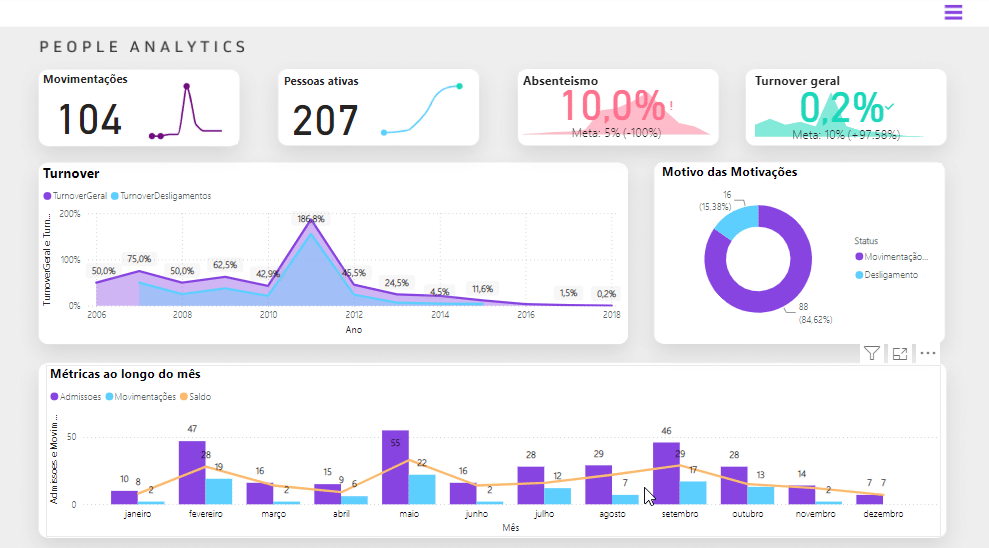 PEOPLE ANALYTICS
Movimentações
104
Pessoas ativas
207
Absenteismo
10,0%!
Meta: 5% (-100%)
Turnover geral
0,2%
Meta: 10% (+97.58%)
Turnover
TurnoverGeral TurnoverDesligamentos
TurnoverGeral e Turn...
200%
100%
0%
50,0% 75,0% 50,0% 62,5% 42,9% 186,8% 45,5% 24,5% 4,5% 11,6% 1,5% 0,2%
2006 2008 2010 2012 2014 2016 2018
Ano
Motivo das Motivações
16
(15.38%)
88
(84.62%)
Status
Movimentação...
Desligamento
Métricas ao longo do mês
Admissoes Movimentações Saldo
Admissoes e Movim...
50
0
10 8 2 47 28 19 16 2 15 9 6 55 22 16 2 28 12 29 7 46 29 17 28 13 14 2 7 7
janeiro fevereiro março abril maio junho julho agosto setembro outubro novembro dezembro
Mês